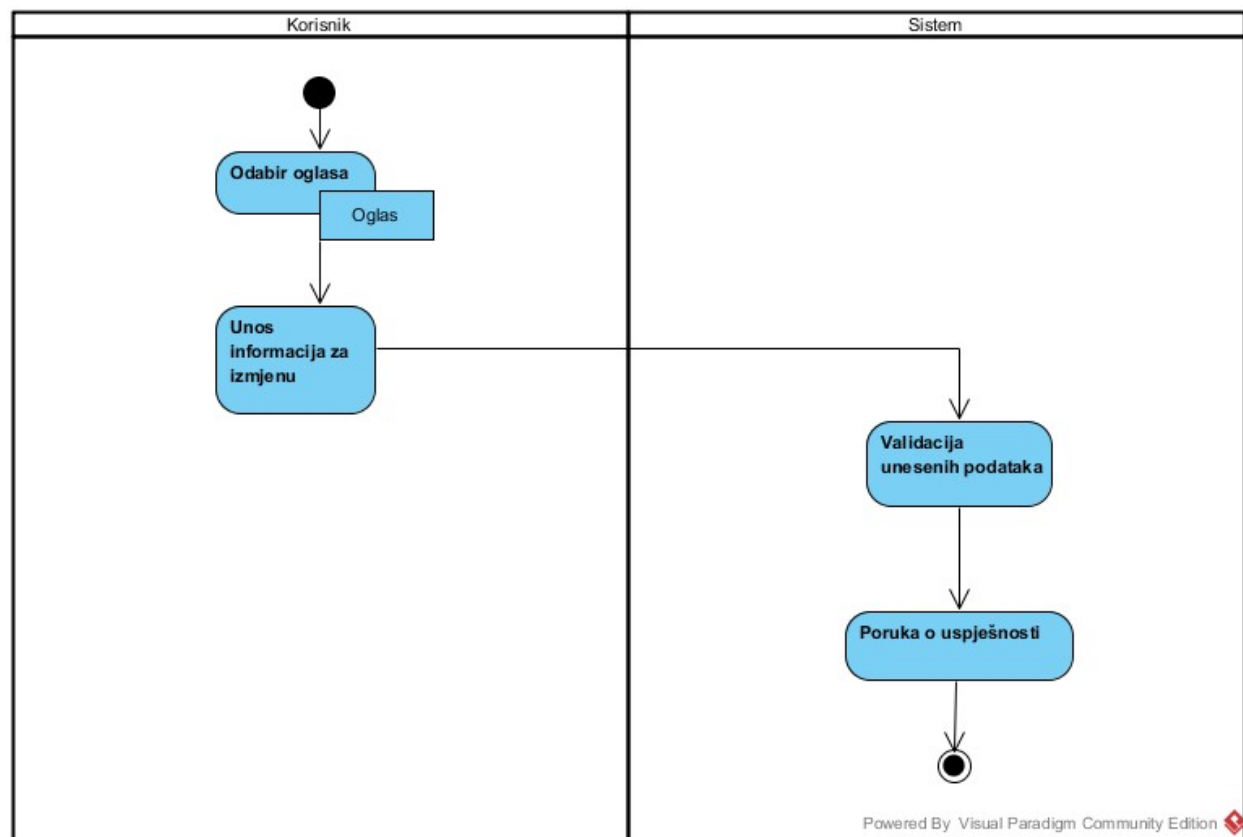 Korisnik
Sistem
Odabir oglasa
Oglas
Unos
informacija za
izmjenu
Validacija
unesenih podataka
Poruka o uspješnosti
Powered By Visual Paradigm Community Edition